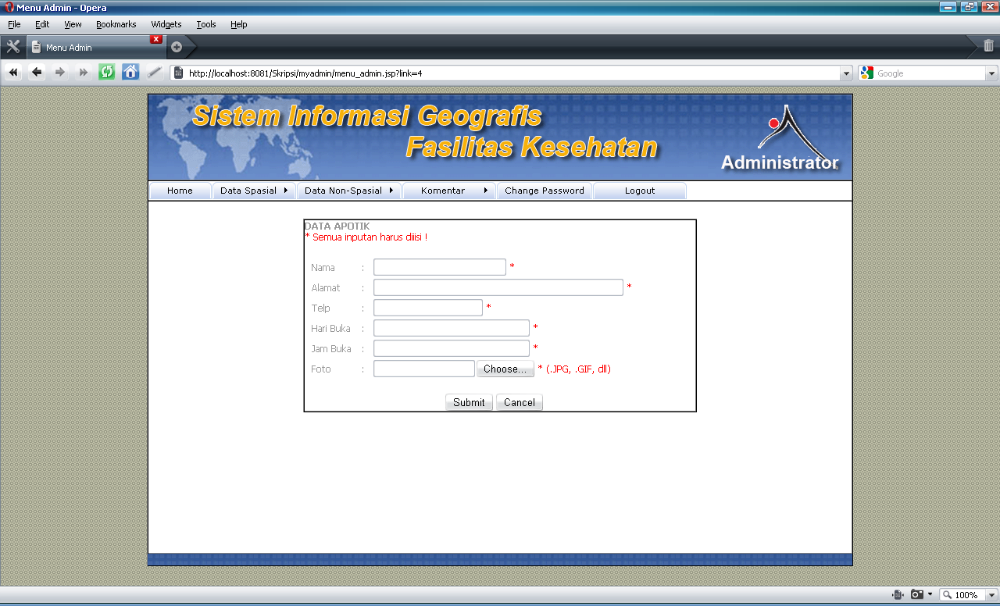 Menu Admin - Opera
File Edit View Bookmarks Widgets Tools Help
Menu Admin
http://localhost:8081/Skripsi/myadmin/menu_admin.jsp?link=4
Google
Sistem Informasi Geografis
Fasilitas Kesehatan
Administrator
Home Data Spasial Data Non-Spasial Komentar Change Password Logout
DATA APOTIK
* Semua inputan harus diisi !
Nama : *
Alamat : *
Telp : *
Hari Buka : *
Jam Buka : *
Foto : Choose... * (.JPG, .GIF, dll)
Submit Cancel
100%